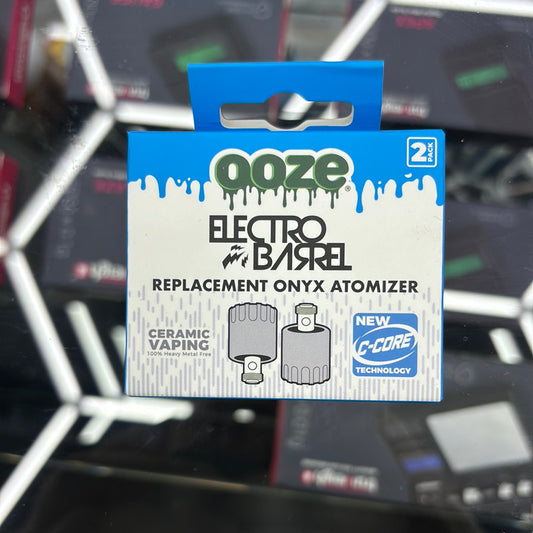 2
PACK
ooze®
ELECTRO
BARREL
REPLACEMENT ONYX ATOMIZER
CERAMIC
VAPING
100% Heavy Metal Free
NEW
C-CORE
TECHNOLOGY